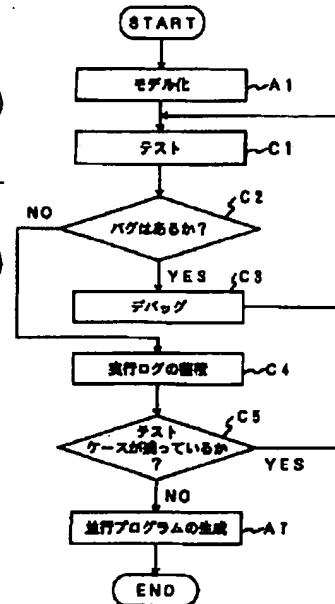 START
モデル化
A1
テスト
C1
C2
NO
バグはあるか？
YES
C3
デバッグ
実行ログの蓄積
C4
C5
テスト
ケースが残っているか
？
YES
NO
並行プログラムの生成
A7
END